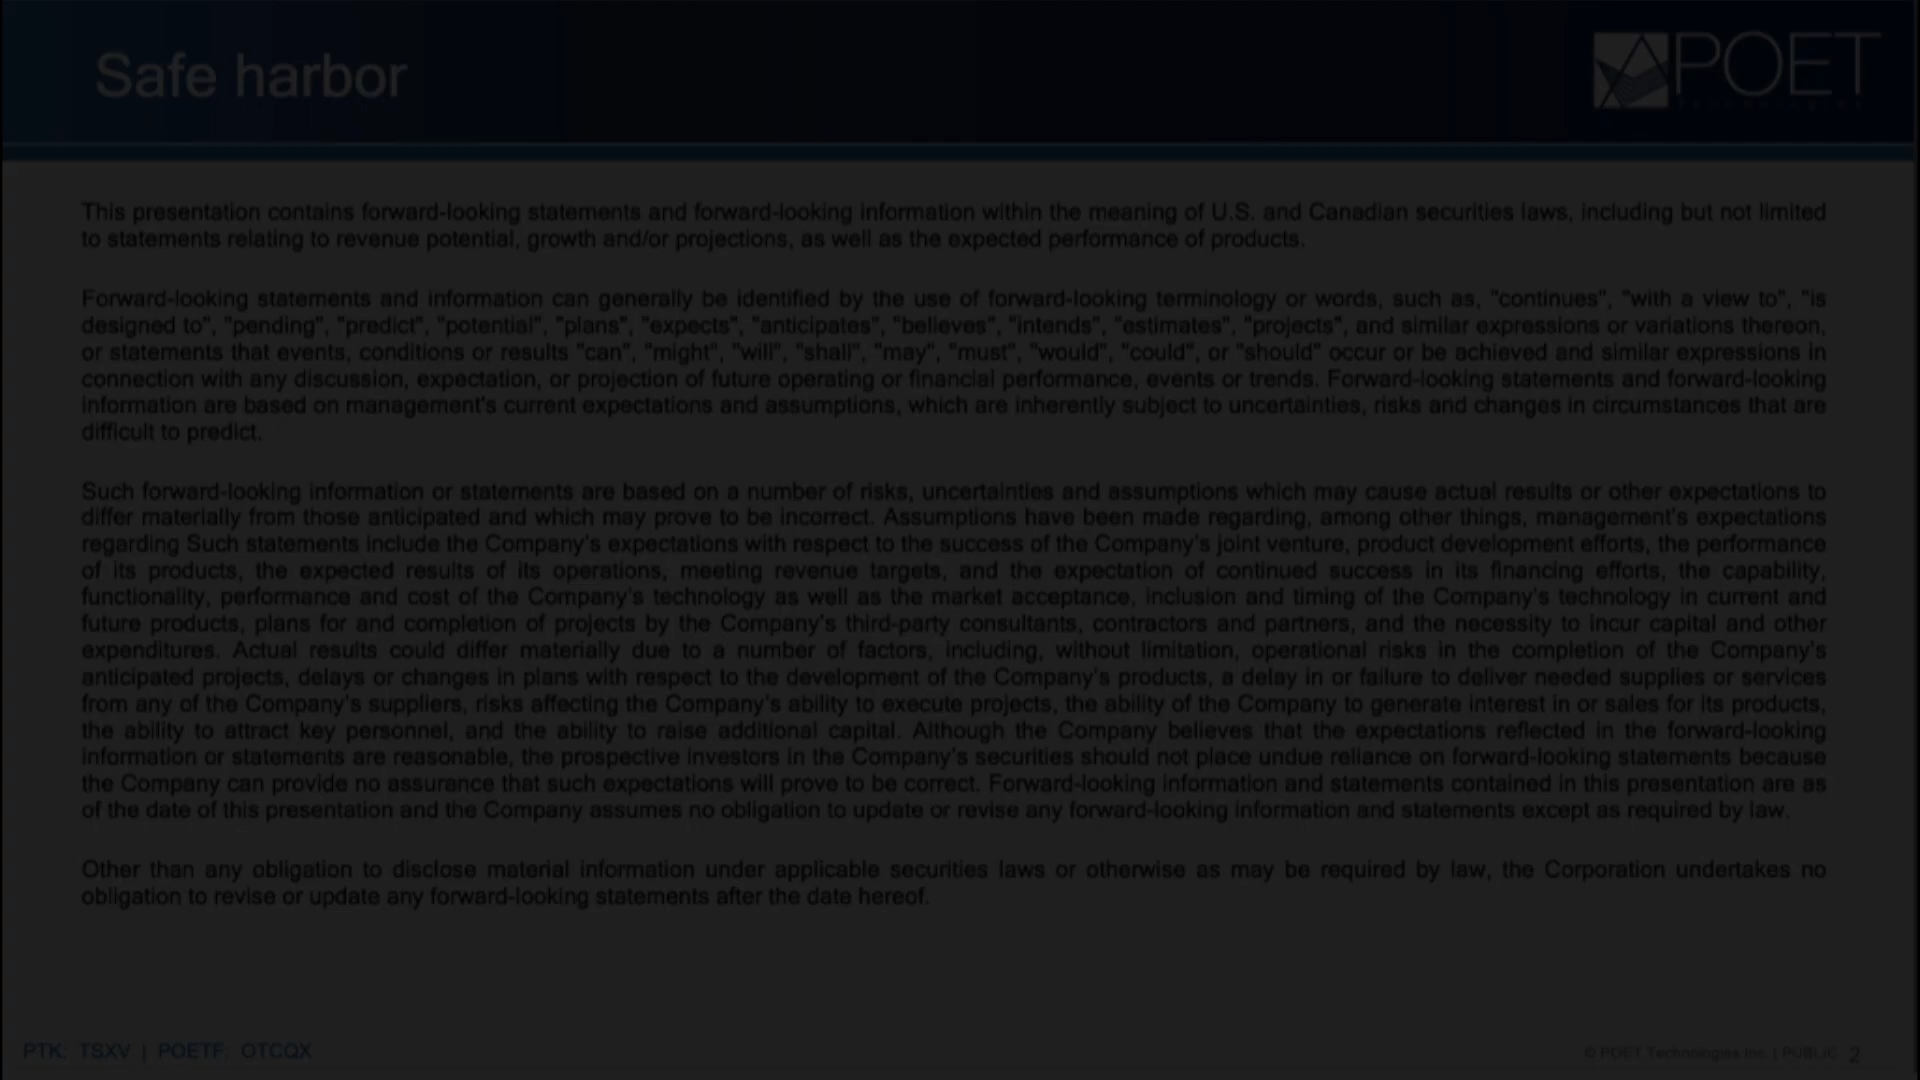 Safe harbor
POET
This presentation contains forward-looking statements and forward-looking information within the meaning of U.S. and Canadian securities laws, including but not limited
to statements relating to revenue potential, growth and/or projections, as well as the expected performance of products.
Forward-looking statements and information can generally be identified by the use of forward-looking terminology or words, such as, "continues", "with a view to", "is
designed to", "pending", "predict", "potential", "plans", "expects", "anticipates", "believes", "intends", "estimates", "projects", and similar expressions or variations thereon,
or statements that events, conditions or results "can", "might", "will", "shall", "may", "must", "would", "could", or "should" occur or be achieved and similar expressions in
connection with any discussion, expectation, or projection of future operating or financial performance, events or trends. Forward-looking statements and forward-looking
information are based on management's current expectations and assumptions, which are inherently subject to uncertainties, risks and changes in circumstances that are
difficult to predict.
Such forward-looking information or statements are based on a number of risks, uncertainties and assumptions which may cause actual results or other expectations to
differ materially from those anticipated and which may prove to be incorrect. Assumptions have been made regarding, among other things, management's expectations
regarding Such statements include the Company's expectations with respect to the success of the Company's joint venture, product development efforts, the performance
of its products, the expected results of its operations, meeting revenue targets, and the expectation of continued success in its financing efforts, the capability,
functionality, performance and cost of the Company's technology as well as the market acceptance, inclusion and timing of the Company's technology in current and
future products, plans for and completion of projects by the Company's third-party consultants, contractors and partners, and the necessity to incur capital and other
expenditures. Actual results could differ materially due to a number of factors, including, without limitation, operational risks in the completion of the Company's
anticipated projects, delays or changes in plans with respect to the development of the Company's products, a delay in or failure to deliver needed supplies or services
from any of the Company's suppliers, risks affecting the Company's ability to execute projects, the ability of the Company to generate interest in or sales for its products,
the ability to attract key personnel, and the ability to raise additional capital. Although the Company believes that the expectations reflected in the forward-looking
information or statements are reasonable, the prospective investors in the Company's securities should not place undue reliance on forward-looking statements because
the Company can provide no assurance that such expectations will prove to be correct. Forward-looking information and statements contained in this presentation are as
of the date of this presentation and the Company assumes no obligation to update or revise any forward-looking information and statements except as required by law.
Other than any obligation to disclose material information under applicable securities laws or otherwise as may be required by law, the Corporation undertakes no
obligation to revise or update any forward-looking statements after the date hereof.
PTK: TSXV | POETF: OTCQX
© POET Technologies Inc. | PUBLIC 2